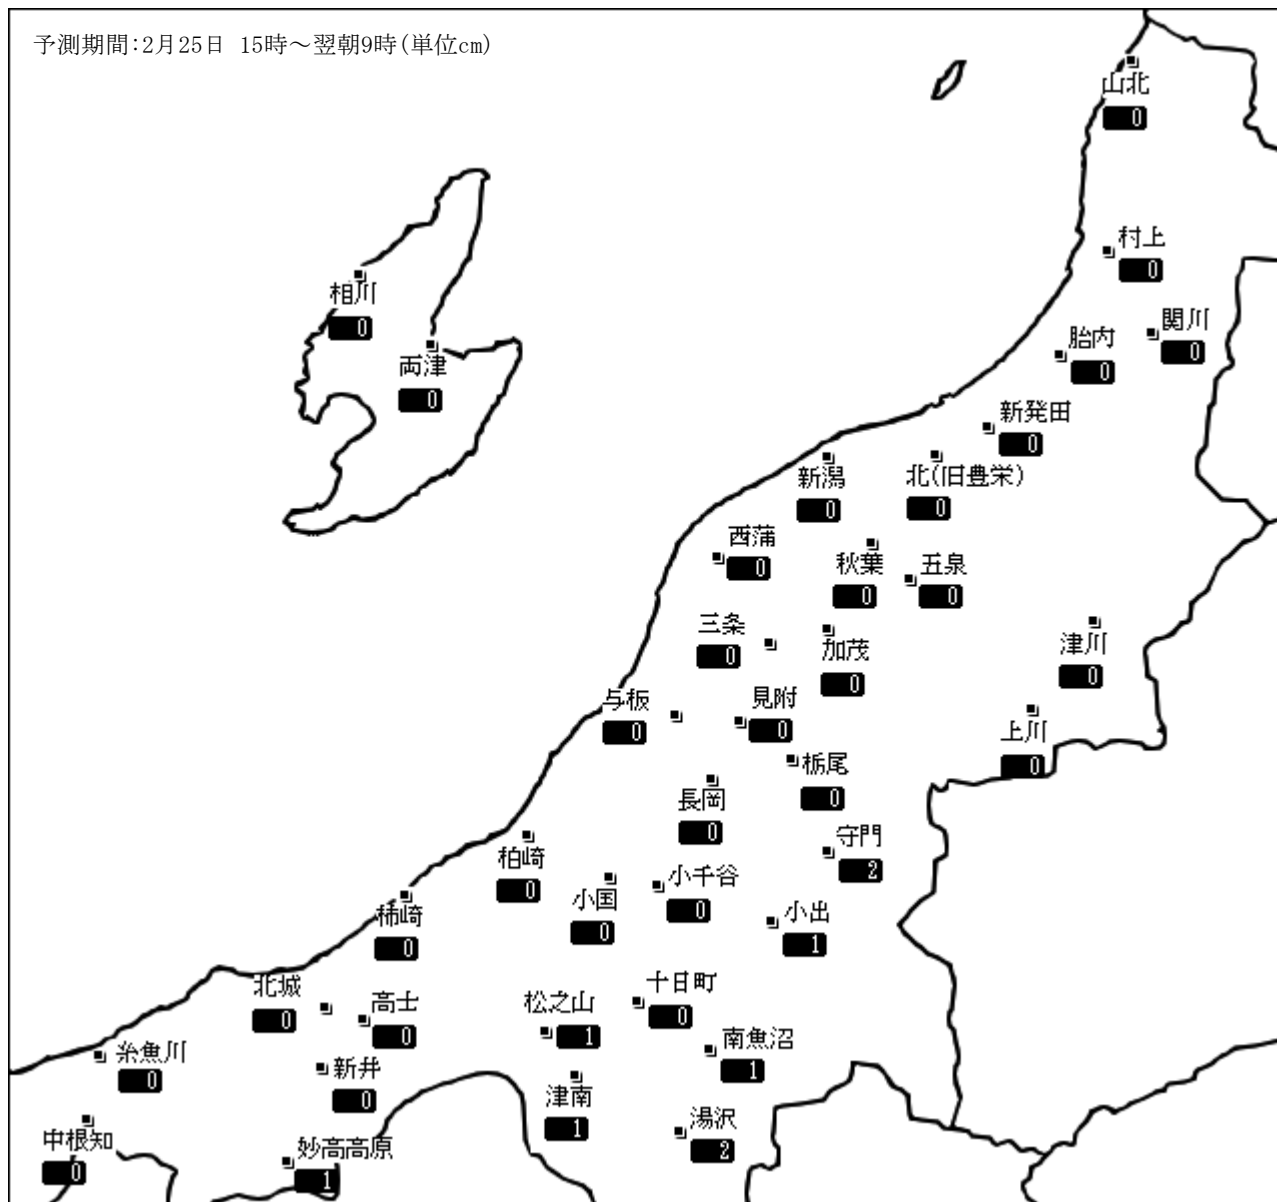 予測期間:2月25日 15時～翌朝9時(単位cm)
山北
0
村上
0
相川
0
関川
0
胎内
0
両津
0
新発田
0
新潟
0
北(旧豊栄)
0
西蒲
0
秋葉
0
五泉
0
三条
0
加茂
0
津川
0
与板
0
見附
0
上川
0
栃尾
0
長岡
0
守門
2
柏崎
0
小千谷
0
小国
0
小出
1
柿崎
0
北城
0
高士
0
松之山
1
十日町
0
南魚沼
1
糸魚川
0
新井
0
津南
1
湯沢
2
中根知
0
妙高高原
1